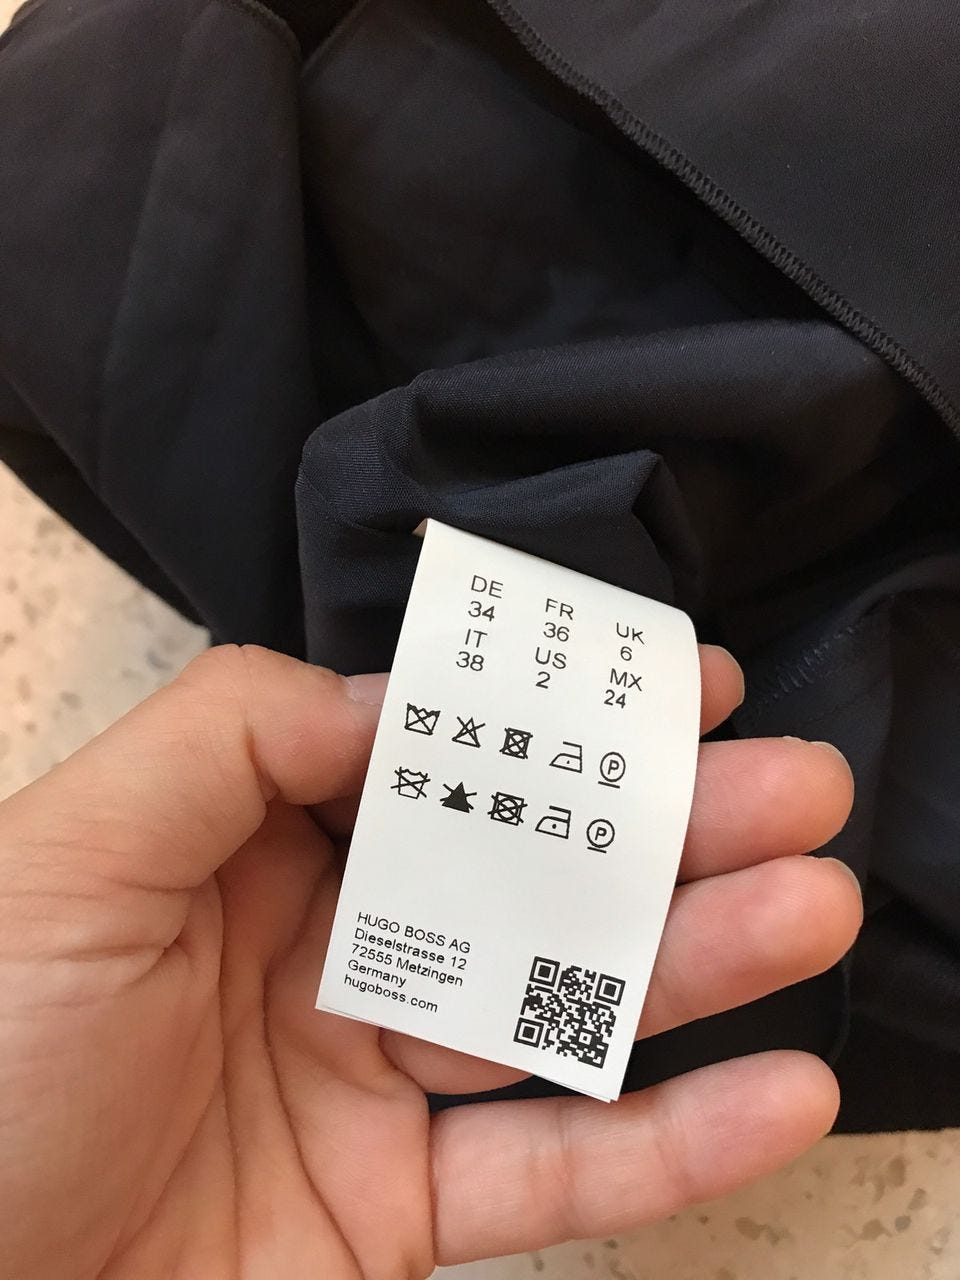 DE FR UK
34 36 6
IT US MX
38 2 24
P
P
HUGO BOSS AG
Dieselstrasse 12
72555 Metzingen
Germany
hugoboss.com